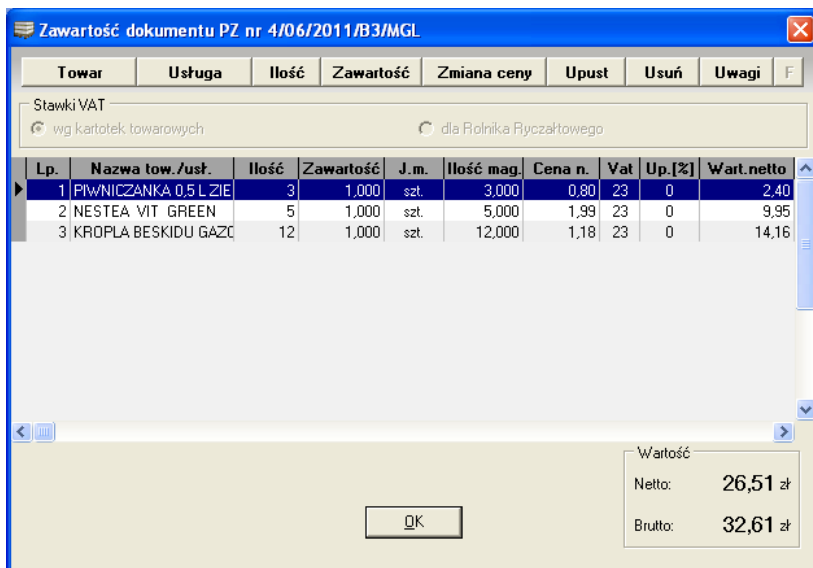 Zawartość dokumentu PZ nr 4/06/2011/B3/MGL
Towar Usługa Ilość Zawartość Zmiana ceny Upust Usuń Uwagi F
Stawki VAT
wg kartotek towarowych dla Rolnika Ryczałtowego
Lp. Nazwa tow./usł. Ilość Zawartość J.m. Ilość mag. Cena n. Vat Up.[%] Wart.netto
1 PIWNICZANKA 0,5 L ZIE 3 1,000 szt. 3,000 0,80 23 0 2,40
2 NESTEA VIT GREEN 5 1,000 szt. 5,000 1,99 23 0 9,95
3 KROPLA BESKIDU GAZO 12 1,000 szt. 12,000 1,18 23 0 14,16
Wartość
Netto: 26,51 zł
OK
Brutto: 32,61 zł